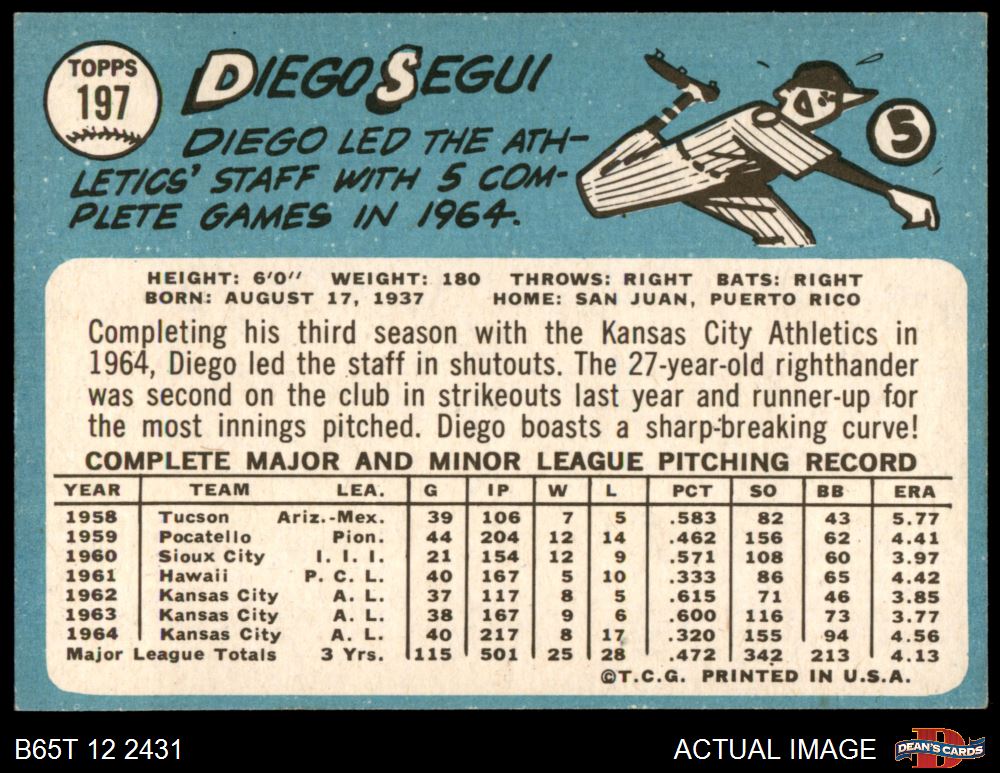 TOPPS
197
DIEGO SEGUI
DIEGO LED THE ATH-
LETICS' STAFF WITH 5 COM-
PLETE GAMES IN 1964.
5
HEIGHT: 6'0" WEIGHT: 180 THROWS: RIGHT BATS: RIGHT
BORN: AUGUST 17, 1937 HOME: SAN JUAN, PUERTO RICO
Completing his third season with the Kansas City Athletics in
1964, Diego led the staff in shutouts. The 27-year-old righthander
was second on the club in strikeouts last year and runner-up for
the most innings pitched. Diego boasts a sharp-breaking curve!
COMPLETE MAJOR AND MINOR LEAGUE PITCHING RECORD
YEAR TEAM LEA. G IP W L PCT SO BB ERA
1958 Tucson Ariz.-Mex. 39 106 7 5 .583 82 43 5.77
1959 Pocatello Pion. 44 204 12 14 .462 156 62 4.41
1960 Sioux City I. I. I. 21 154 12 9 .571 108 60 3.97
1961 Hawaii P. C. L. 40 167 5 10 .333 86 65 4.42
1962 Kansas City A. L. 37 117 8 5 .615 71 46 3.85
1963 Kansas City A. L. 38 167 9 6 .600 116 73 3.77
1964 Kansas City A. L. 40 217 8 17 .320 155 94 4.56
Major League Totals 3 Yrs. 115 501 25 28 .472 342 213 4.13
©T.C.G. PRINTED IN U.S.A.
B65T 12 2431
ACTUAL IMAGE
D
DEAN'S CARDS